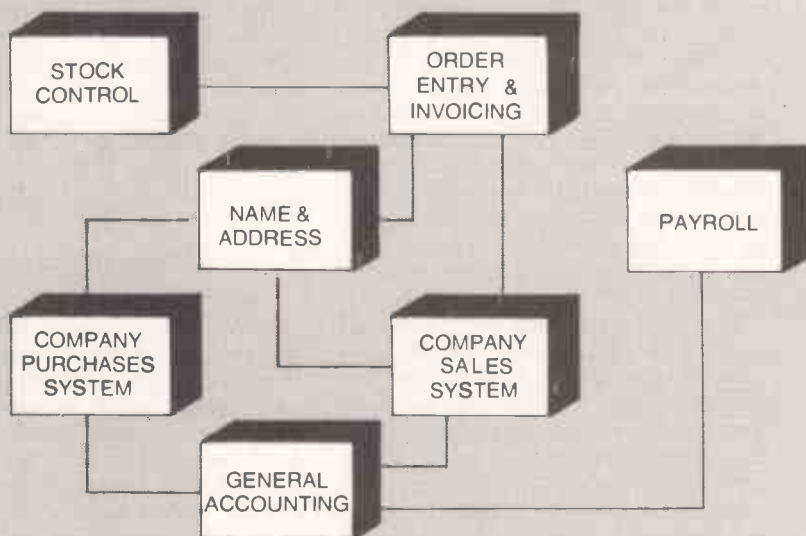 STOCK
CONTROL
ORDER
ENTRY &
INVOICING
NAME &
ADDRESS
PAYROLL
COMPANY
PURCHASES
SYSTEM
COMPANY
SALES
SYSTEM
GENERAL
ACCOUNTING